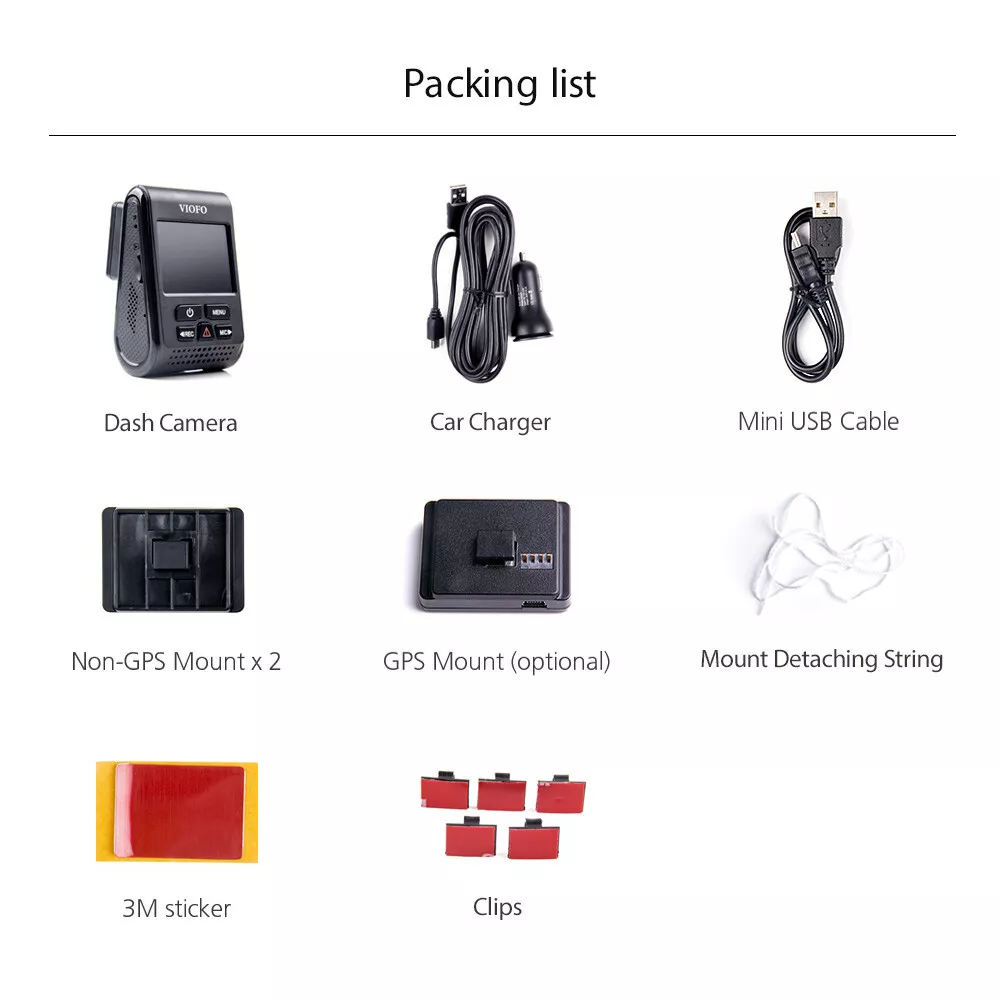 Packing list
VIOFO
MENU
REC
MIC
Dash Camera
Car Charger
Mini USB Cable
Non-GPS Mount x 2
GPS Mount (optional)
Mount Detaching String
3M sticker
Clips